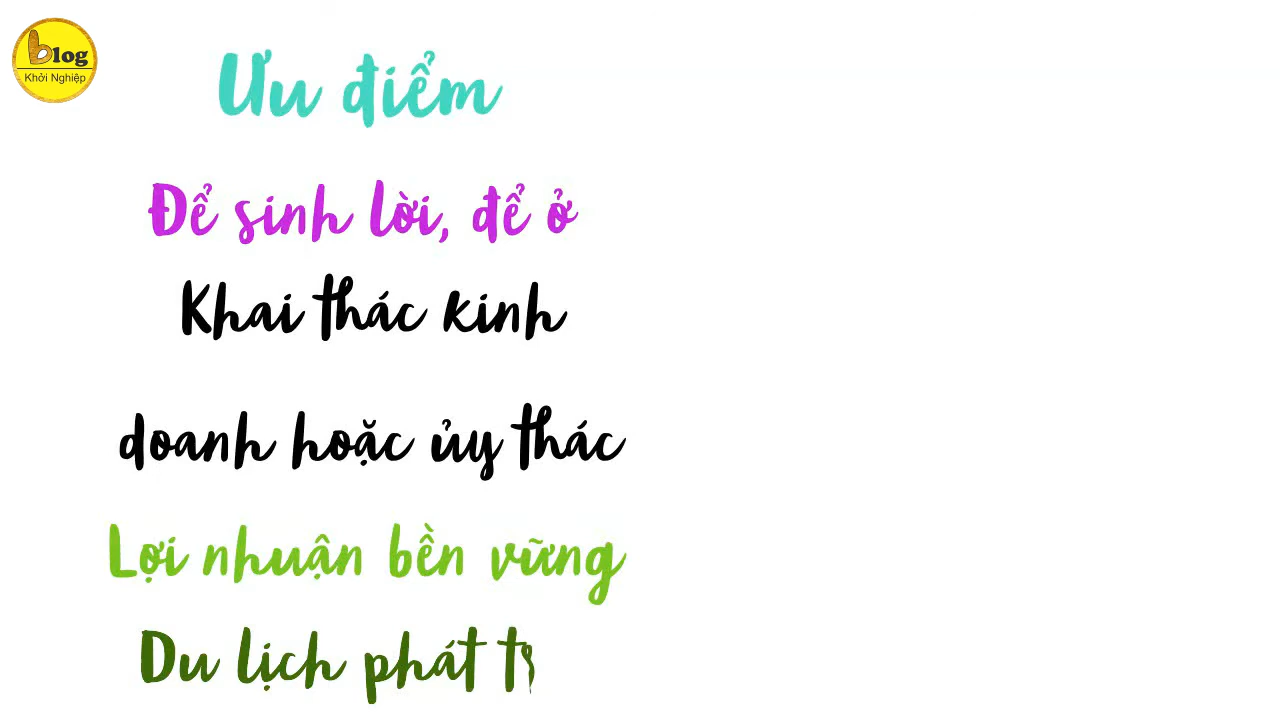 blog
Khởi Nghiệp
Ưu điểm
Để sinh lời, để ở
Khai thác kinh
doanh hoặc ủy thác
Lợi nhuận bền vững
Du lịch phát